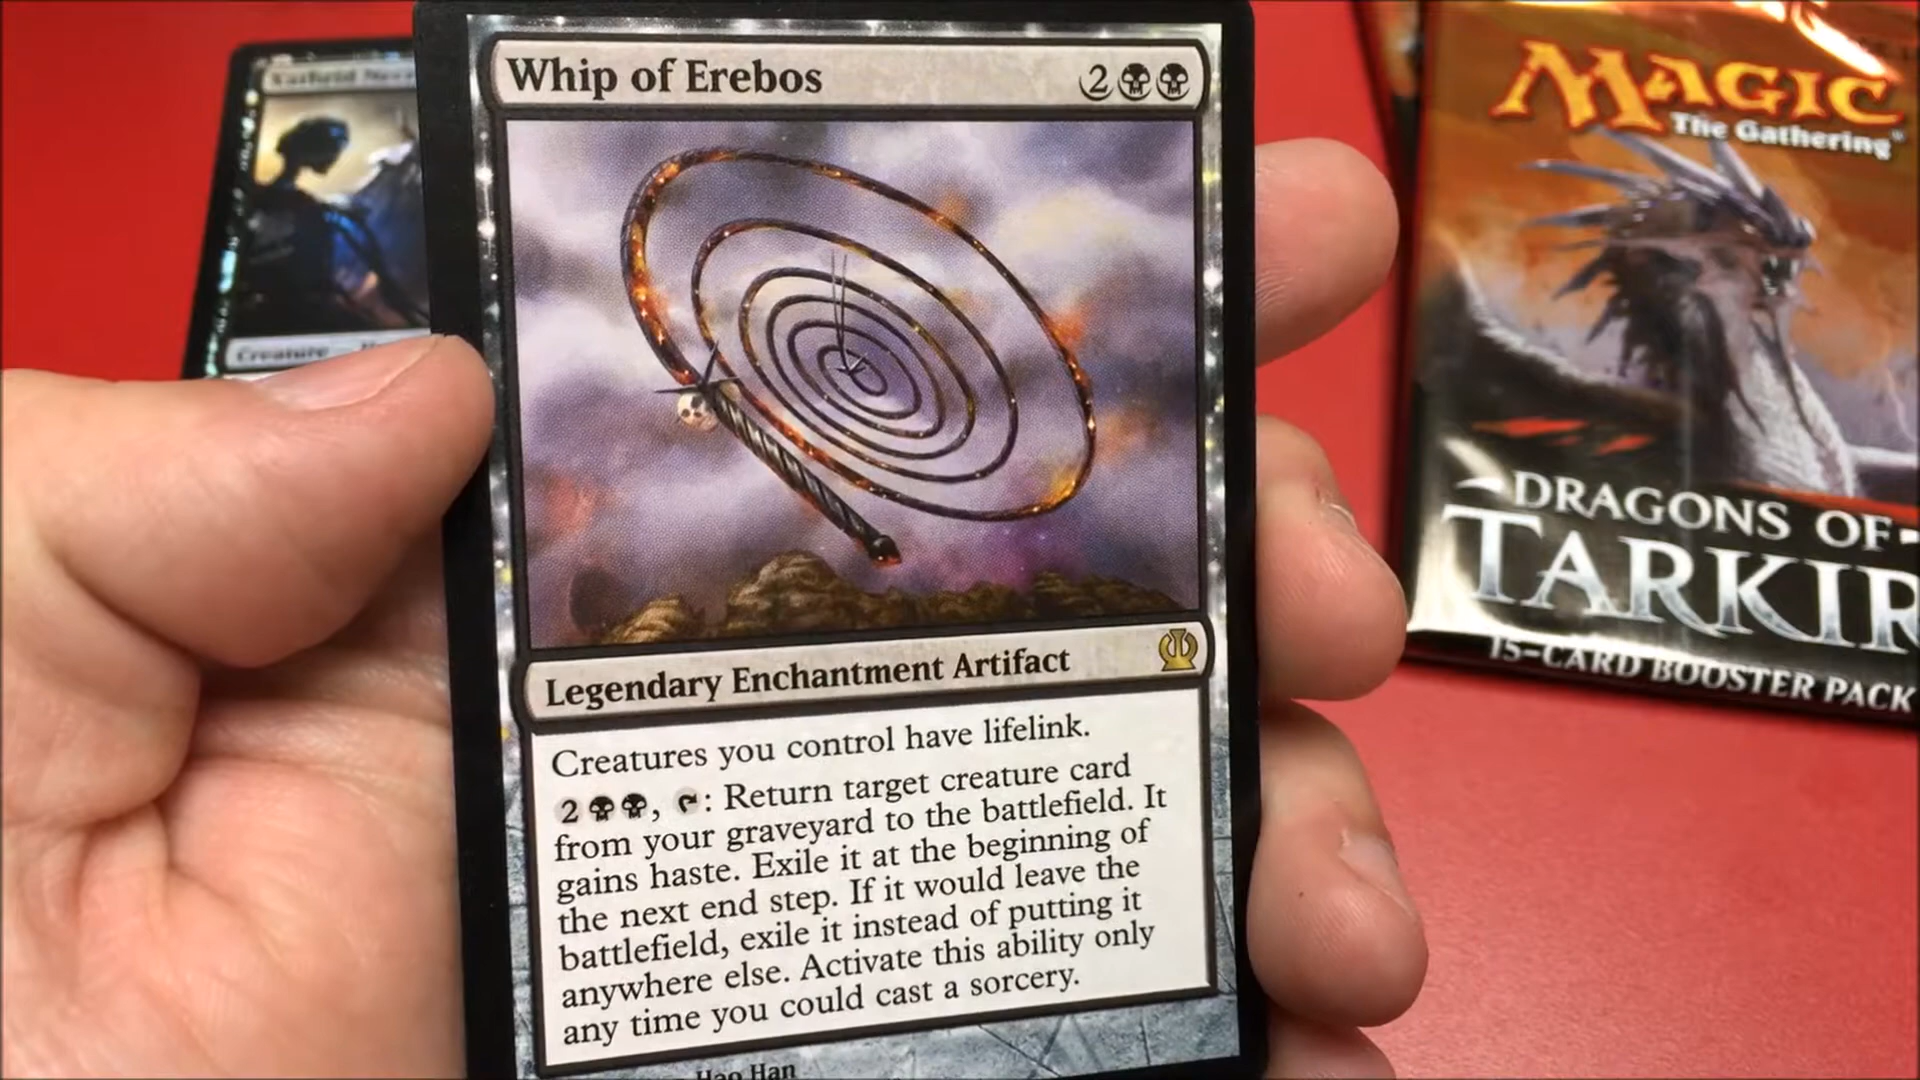 Whip of Erebos 2
Legendary Enchantment Artifact
Creatures you control have lifelink.
2 , : Return target creature card
from your graveyard to the battlefield. It
gains haste. Exile it at the beginning of
the next end step. If it would leave the
battlefield, exile it instead of putting it
anywhere else. Activate this ability only
any time you could cast a sorcery.
Hao Han
Creature
MAGIC
The Gathering®
DRAGONS OF
TARKIR
15-CARD BOOSTER PACK